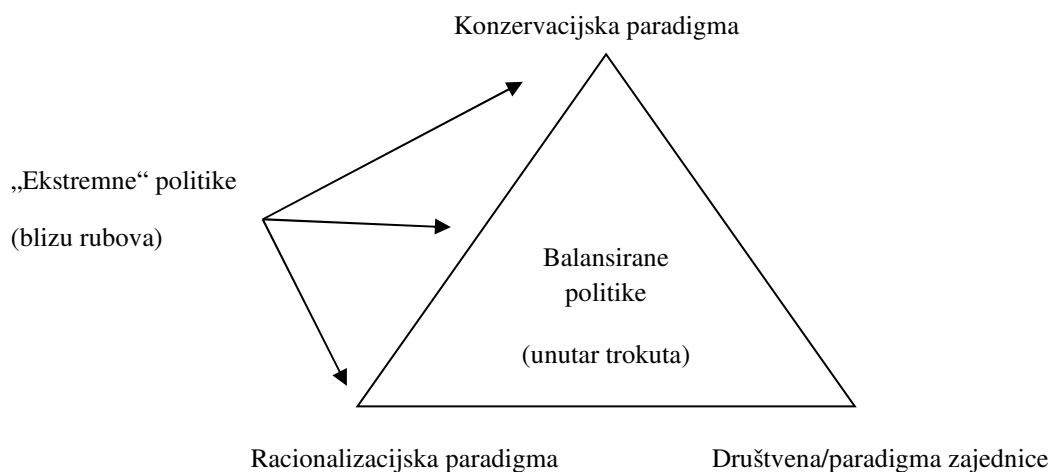 Konzervacijska paradigma
„Ekstremne“ politike
(blizu rubova)
Balansirane
politike
(unutar trokuta)
Racionalizacijska paradigma
Društvena/paradigma zajednice